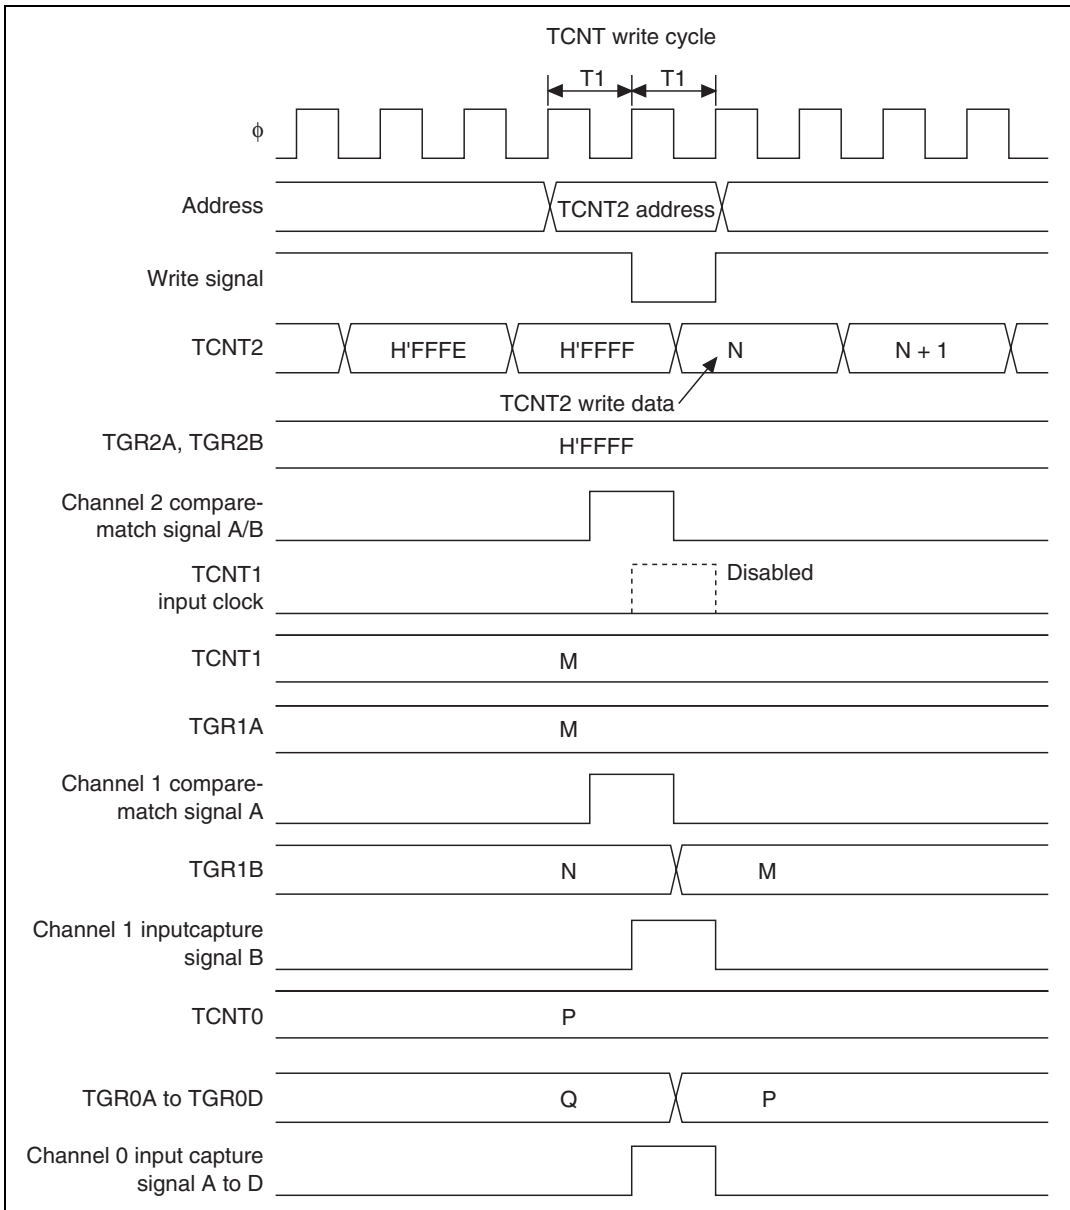 TCNT write cycle
T1 T1
ϕ
Address TCNT2 address
Write signal
TCNT2 H'FFFE H'FFFF N N + 1
TCNT2 write data
TGR2A, TGR2B H'FFFF
Channel 2 compare-
match signal A/B
TCNT1 Disabled
input clock
TCNT1 M
TGR1A M
Channel 1 compare-
match signal A
TGR1B N M
Channel 1 inputcapture
signal B
TCNT0 P
TGR0A to TGR0D Q P
Channel 0 input capture
signal A to D